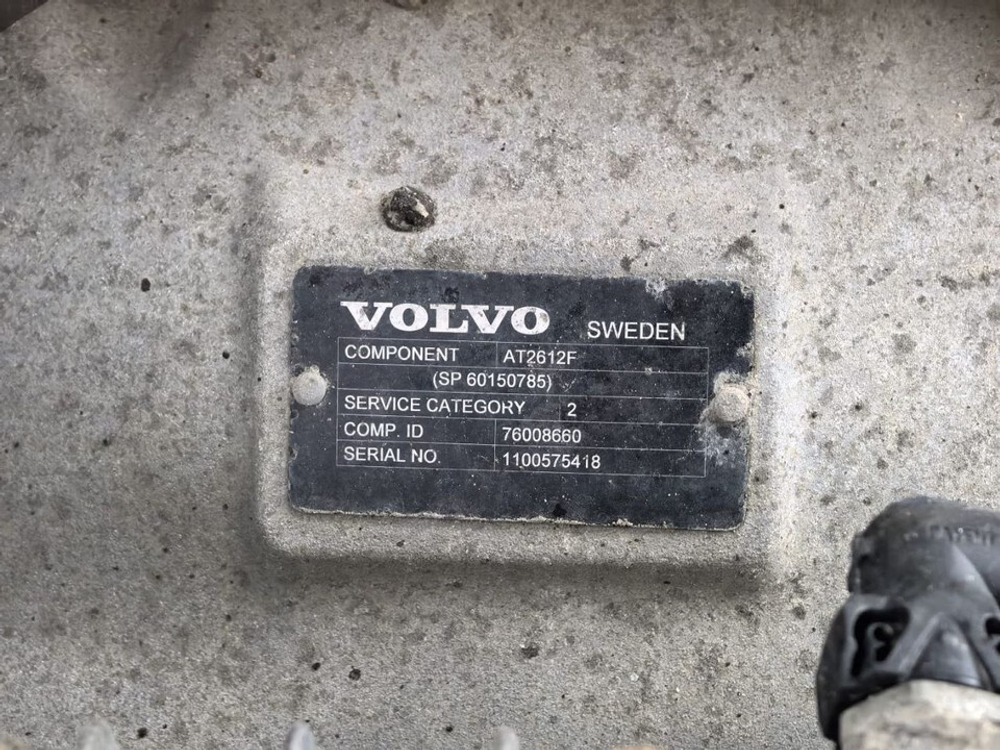 VOLVO SWEDEN
COMPONENT AT2612F
(SP 60150785)
SERVICE CATEGORY 2
COMP. ID 76008660
SERIAL NO. 1100575418